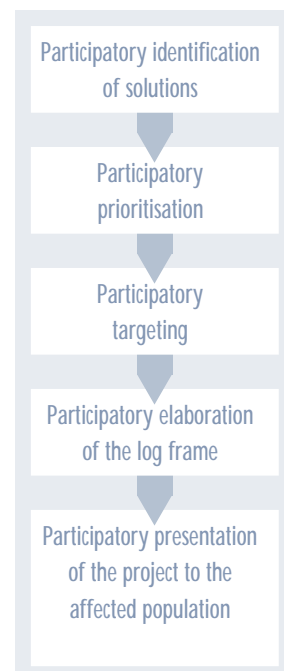 Participatory identification
of solutions
Participatory
prioritisation
Participatory
targeting
Participatory elaboration
of the log frame
Participatory presentation
of the project to the
affected population